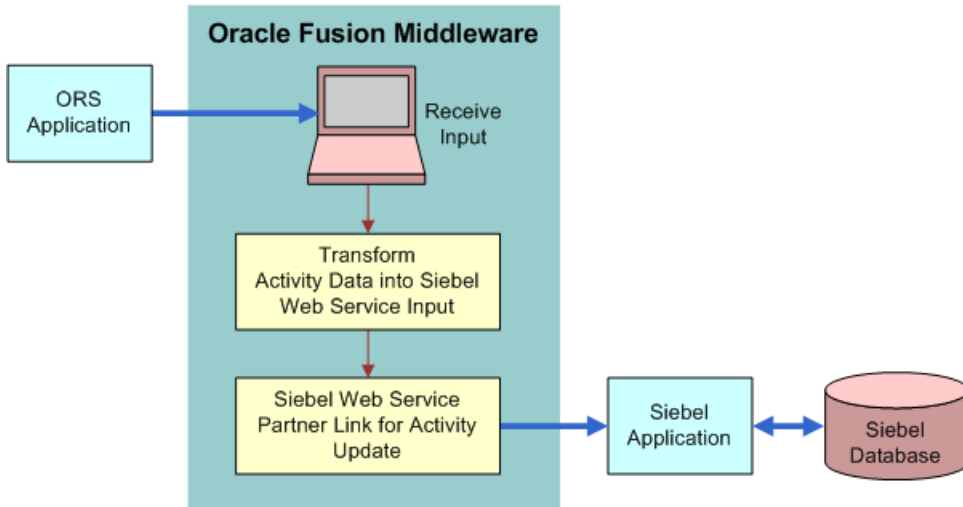 Oracle Fusion Middleware
ORS
Application
Receive
Input
Transform
Activity Data into Siebel
Web Service Input
Siebel Web Service
Partner Link for Activity
Update
Siebel
Application
Siebel
Database